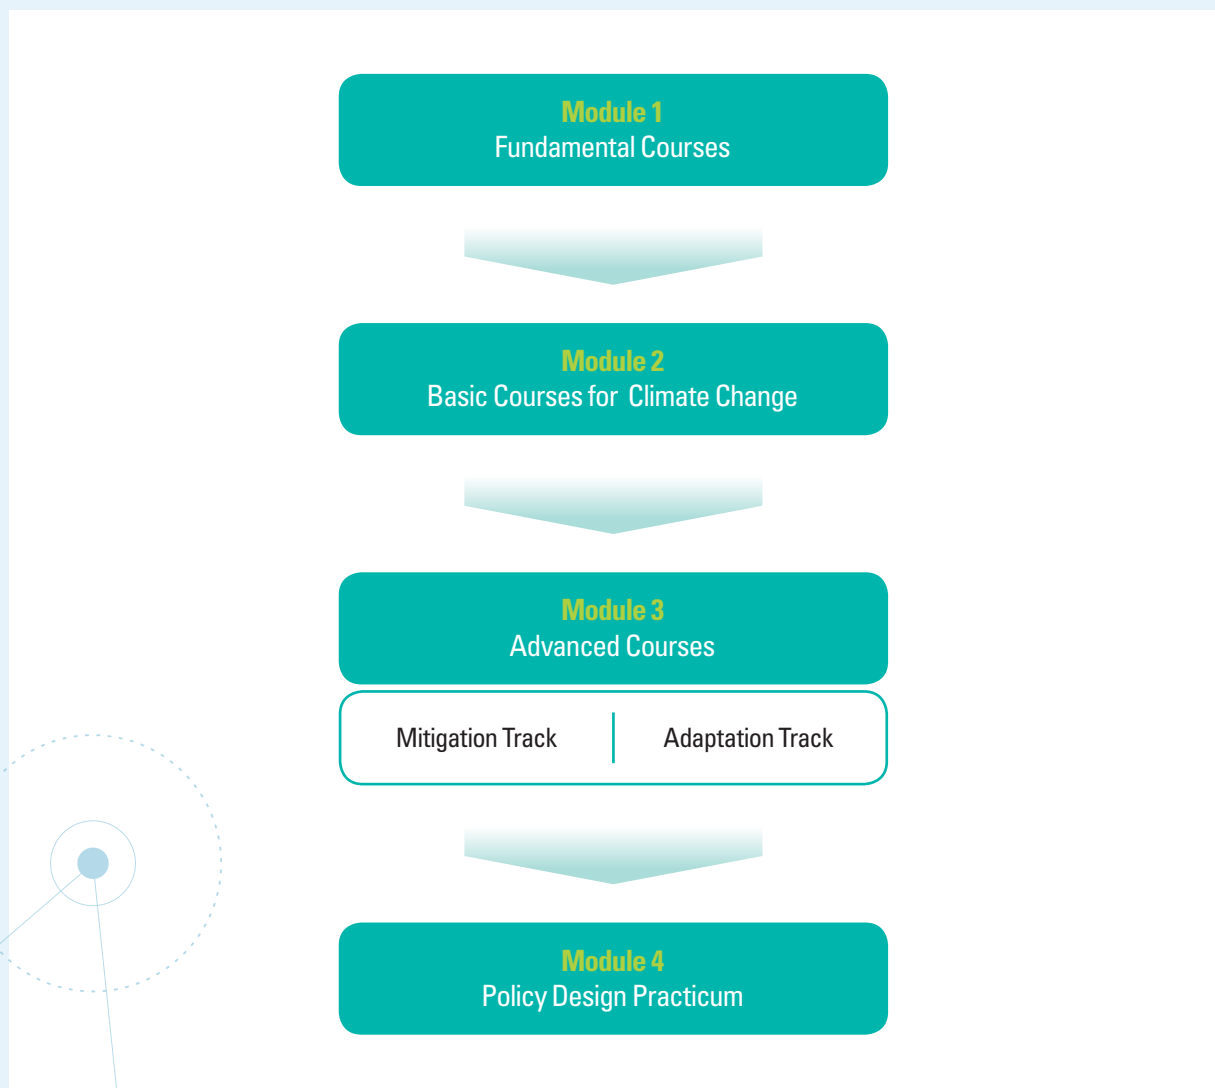 Module 1
Fundamental Courses
Module 2
Basic Courses for Climate Change
Module 3
Advanced Courses
Mitigation Track
Adaptation Track
Module 4
Policy Design Practicum